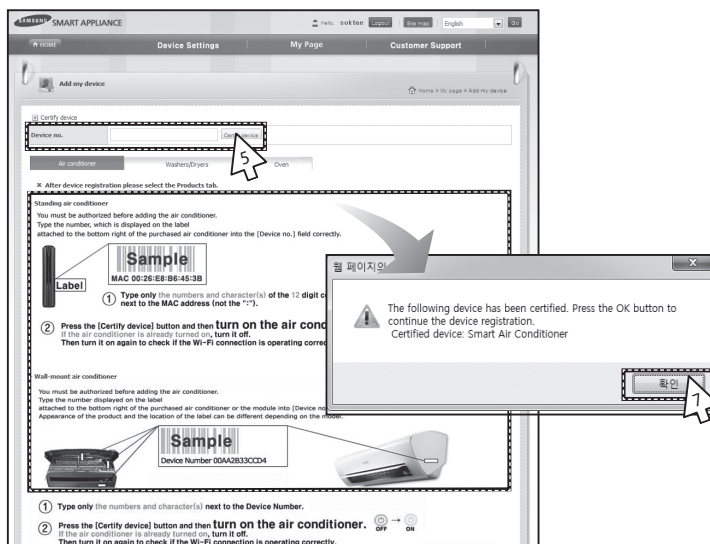 SAMSUNG SMART APPLIANCE
Hello. suktae Logout Site map English Go
HOME Device Settings My Page Customer Support
Add my device
Home > My page > Add my device
Certify device
Device no. Certify device
5
Air conditioner Washers/Dryers Oven
※ After device registration please select the Products tab.
Standing air conditioner
You must be authorized before adding the air conditioner.
Type the number, which is displayed on the label
attached to the bottom right of the purchased air conditioner into the [Device no.] field correctly.
Sample
MAC 00:26:E8:B6:45:3B
Label
① Type only the numbers and character(s) of the 12 digit
next to the MAC address (not the ":").
② Press the [Certify device] button and then turn on the air
If the air conditioner is already turned on, turn it off.
Then turn it on again to check if the Wi-Fi connection is operating
웹 페이지의
X
The following device has been certified. Press the OK button to
continue the device registration.
Certified device: Smart Air Conditioner
확인
7
Wall-mount air conditioner
You must be authorized before adding the air conditioner.
Type the number displayed on the label
attached to the bottom right of the purchased air conditioner or the module into [Device
Appearance of the product and the location of the label can be different depending on the model.
Sample
Device Number 00AA2B33CCD4
① Type only the numbers and character(s) next to the Device Number.
② Press the [Certify device] button and then turn on the air conditioner. OFF → ON
If the air conditioner is already turned on, turn it off.
Then turn it on again to check if the Wi-Fi connection is operating correctly.